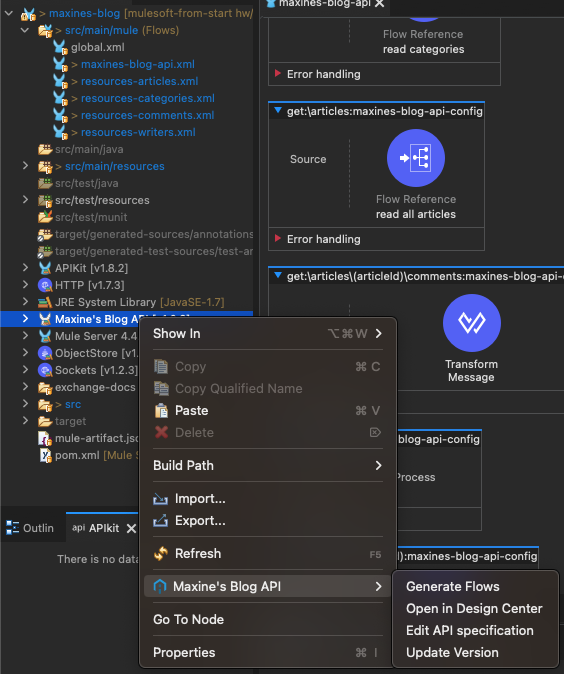 > maxines-blog [mulesoft-from-start hw/
> src/main/mule (Flows)
global.xml
> maxines-blog-api.xml
> resources-articles.xml
> resources-categories.xml
> resources-comments.xml
> resources-writers.xml
src/main/java
> src/main/resources
src/test/java
src/test/resources
src/test/munit
target/generated-sources/annotations
target/generated-test-sources/test-an
APIKit [v1.8.2]
HTTP [v1.7.3]
JRE System Library [JavaSE-1.7]
Maxine's Blog API
Mule Server 4.4
ObjectStore [v1.
Sockets [v1.2.3]
exchange-docs
> src
target
mule-artifact.jso
pom.xml [Mule S
Outlin
api APIkit
There is no data
maxines-blog-api
Flow Reference
read categories
Error handling
get:\articles:maxines-blog-api-config
Source
Flow Reference
read all articles
Error handling
get:\articles\(articleId)\comments:maxines-blog-api-con
Transform
Message
blog-api-config
Process
):maxines-blog-api-config
Show In ⌥⌘W
Copy ⌘ C
Copy Qualified Name
Paste ⌘ V
Delete ⌦
Build Path
Import...
Export...
Refresh F5
Maxine's Blog API
Go To Node
Properties ⌘ I
Generate Flows
Open in Design Center
Edit API specification
Update Version